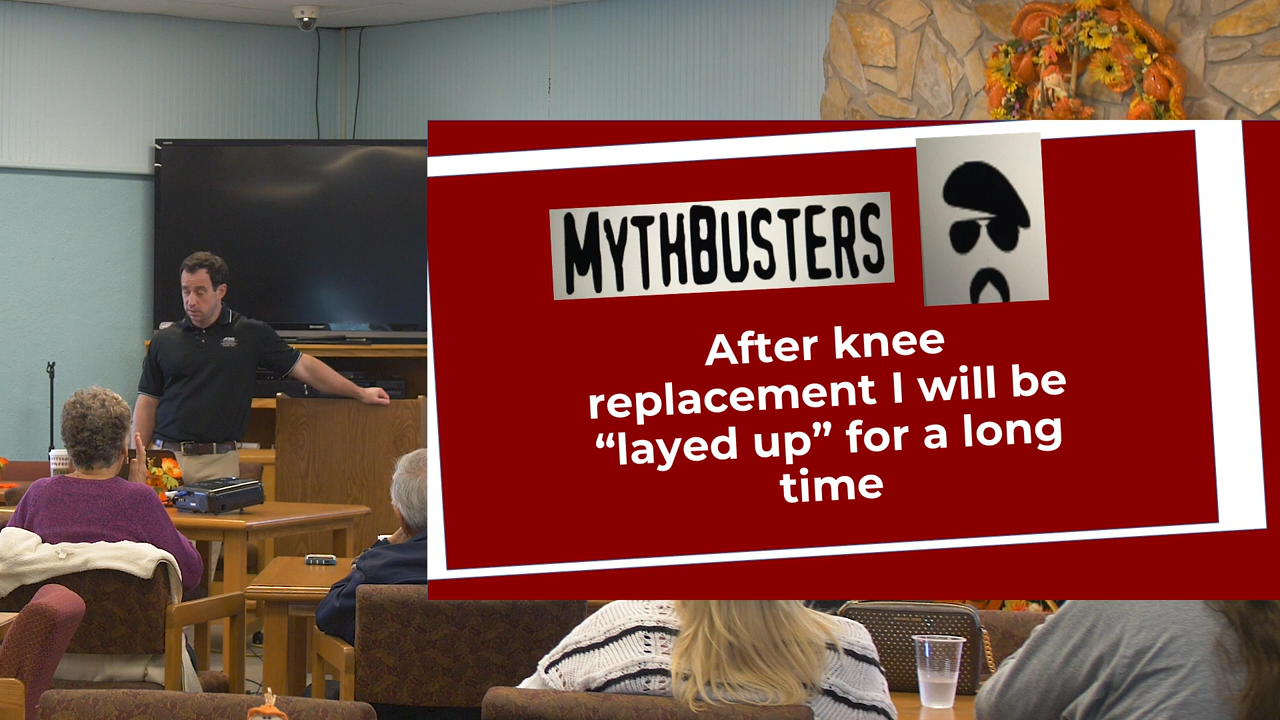 MYTHBUSTERS
After knee
replacement I will be
“layed up” for a long
time